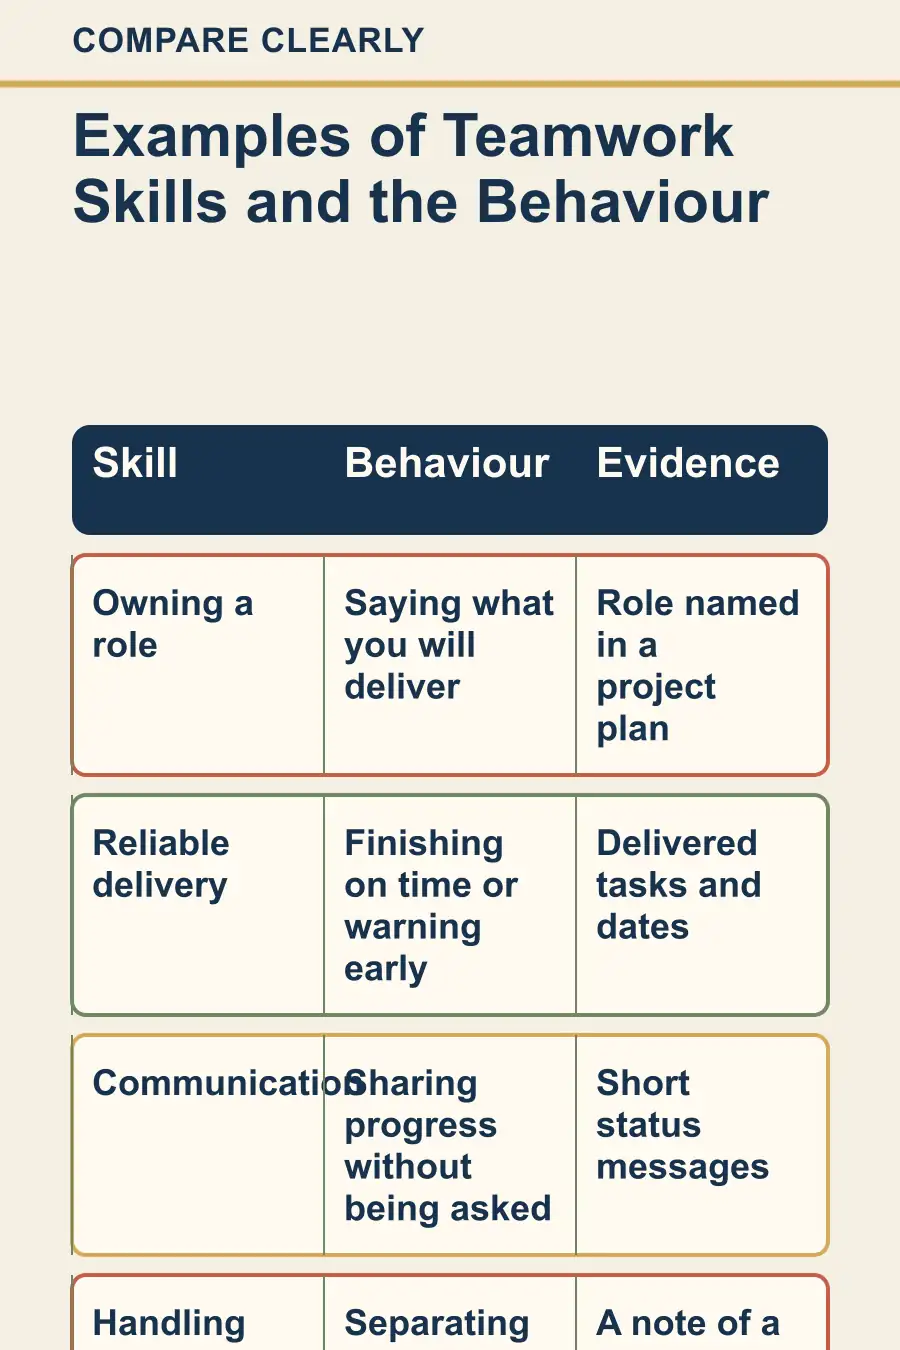 COMPARE CLEARLY
Examples of Teamwork
Skills and the Behaviour
Skill
Behaviour
Evidence
Owning a
role
Saying what
you will
deliver
Role named
in a
project
plan
Reliable
delivery
Finishing
on time or
warning
early
Delivered
tasks and
dates
Communication
Sharing
progress
without
being asked
Short
status
messages
Handling
Separating
A note of a